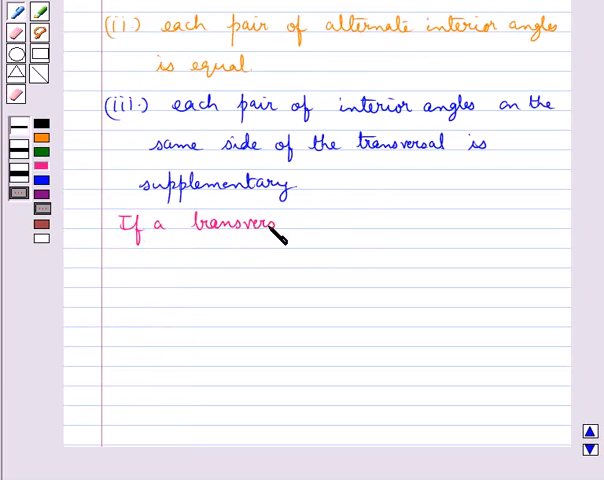 (ii.) each pair of alternate interior angles
is equal.
(iii.) each pair of interior angles on the
same side of the transversal is
supplementary
If a transvers